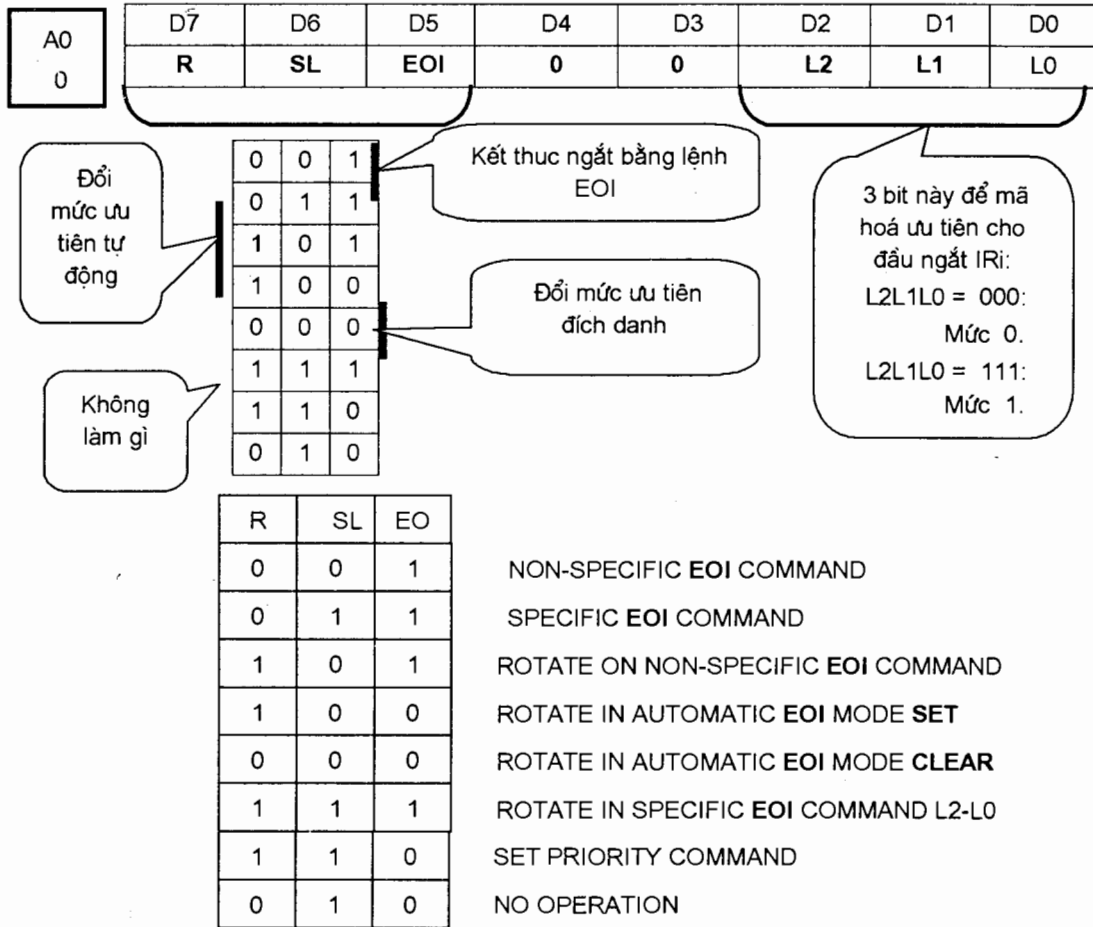 A0
0
D7 D6 D5 D4 D3 D2 D1 D0
R SL EOI 0 0 L2 L1 L0
Đổi
mức ưu
tiên tự
động
Không
làm gì
0 0 1
0 1 1
1 0 1
1 0 0
0 0 0
1 1 1
1 1 0
0 1 0
Kết thuc ngắt bằng lệnh
EOI
Đổi mức ưu tiên
đích danh
3 bit này để mã
hoá ưu tiên cho
đầu ngắt IRi:
L2L1L0 = 000:
Mức 0.
L2L1L0 = 111:
Mức 1.
R SL EO
0 0 1 NON-SPECIFIC EOI COMMAND
0 1 1 SPECIFIC EOI COMMAND
1 0 1 ROTATE ON NON-SPECIFIC EOI COMMAND
1 0 0 ROTATE IN AUTOMATIC EOI MODE SET
0 0 0 ROTATE IN AUTOMATIC EOI MODE CLEAR
1 1 1 ROTATE IN SPECIFIC EOI COMMAND L2-L0
1 1 0 SET PRIORITY COMMAND
0 1 0 NO OPERATION